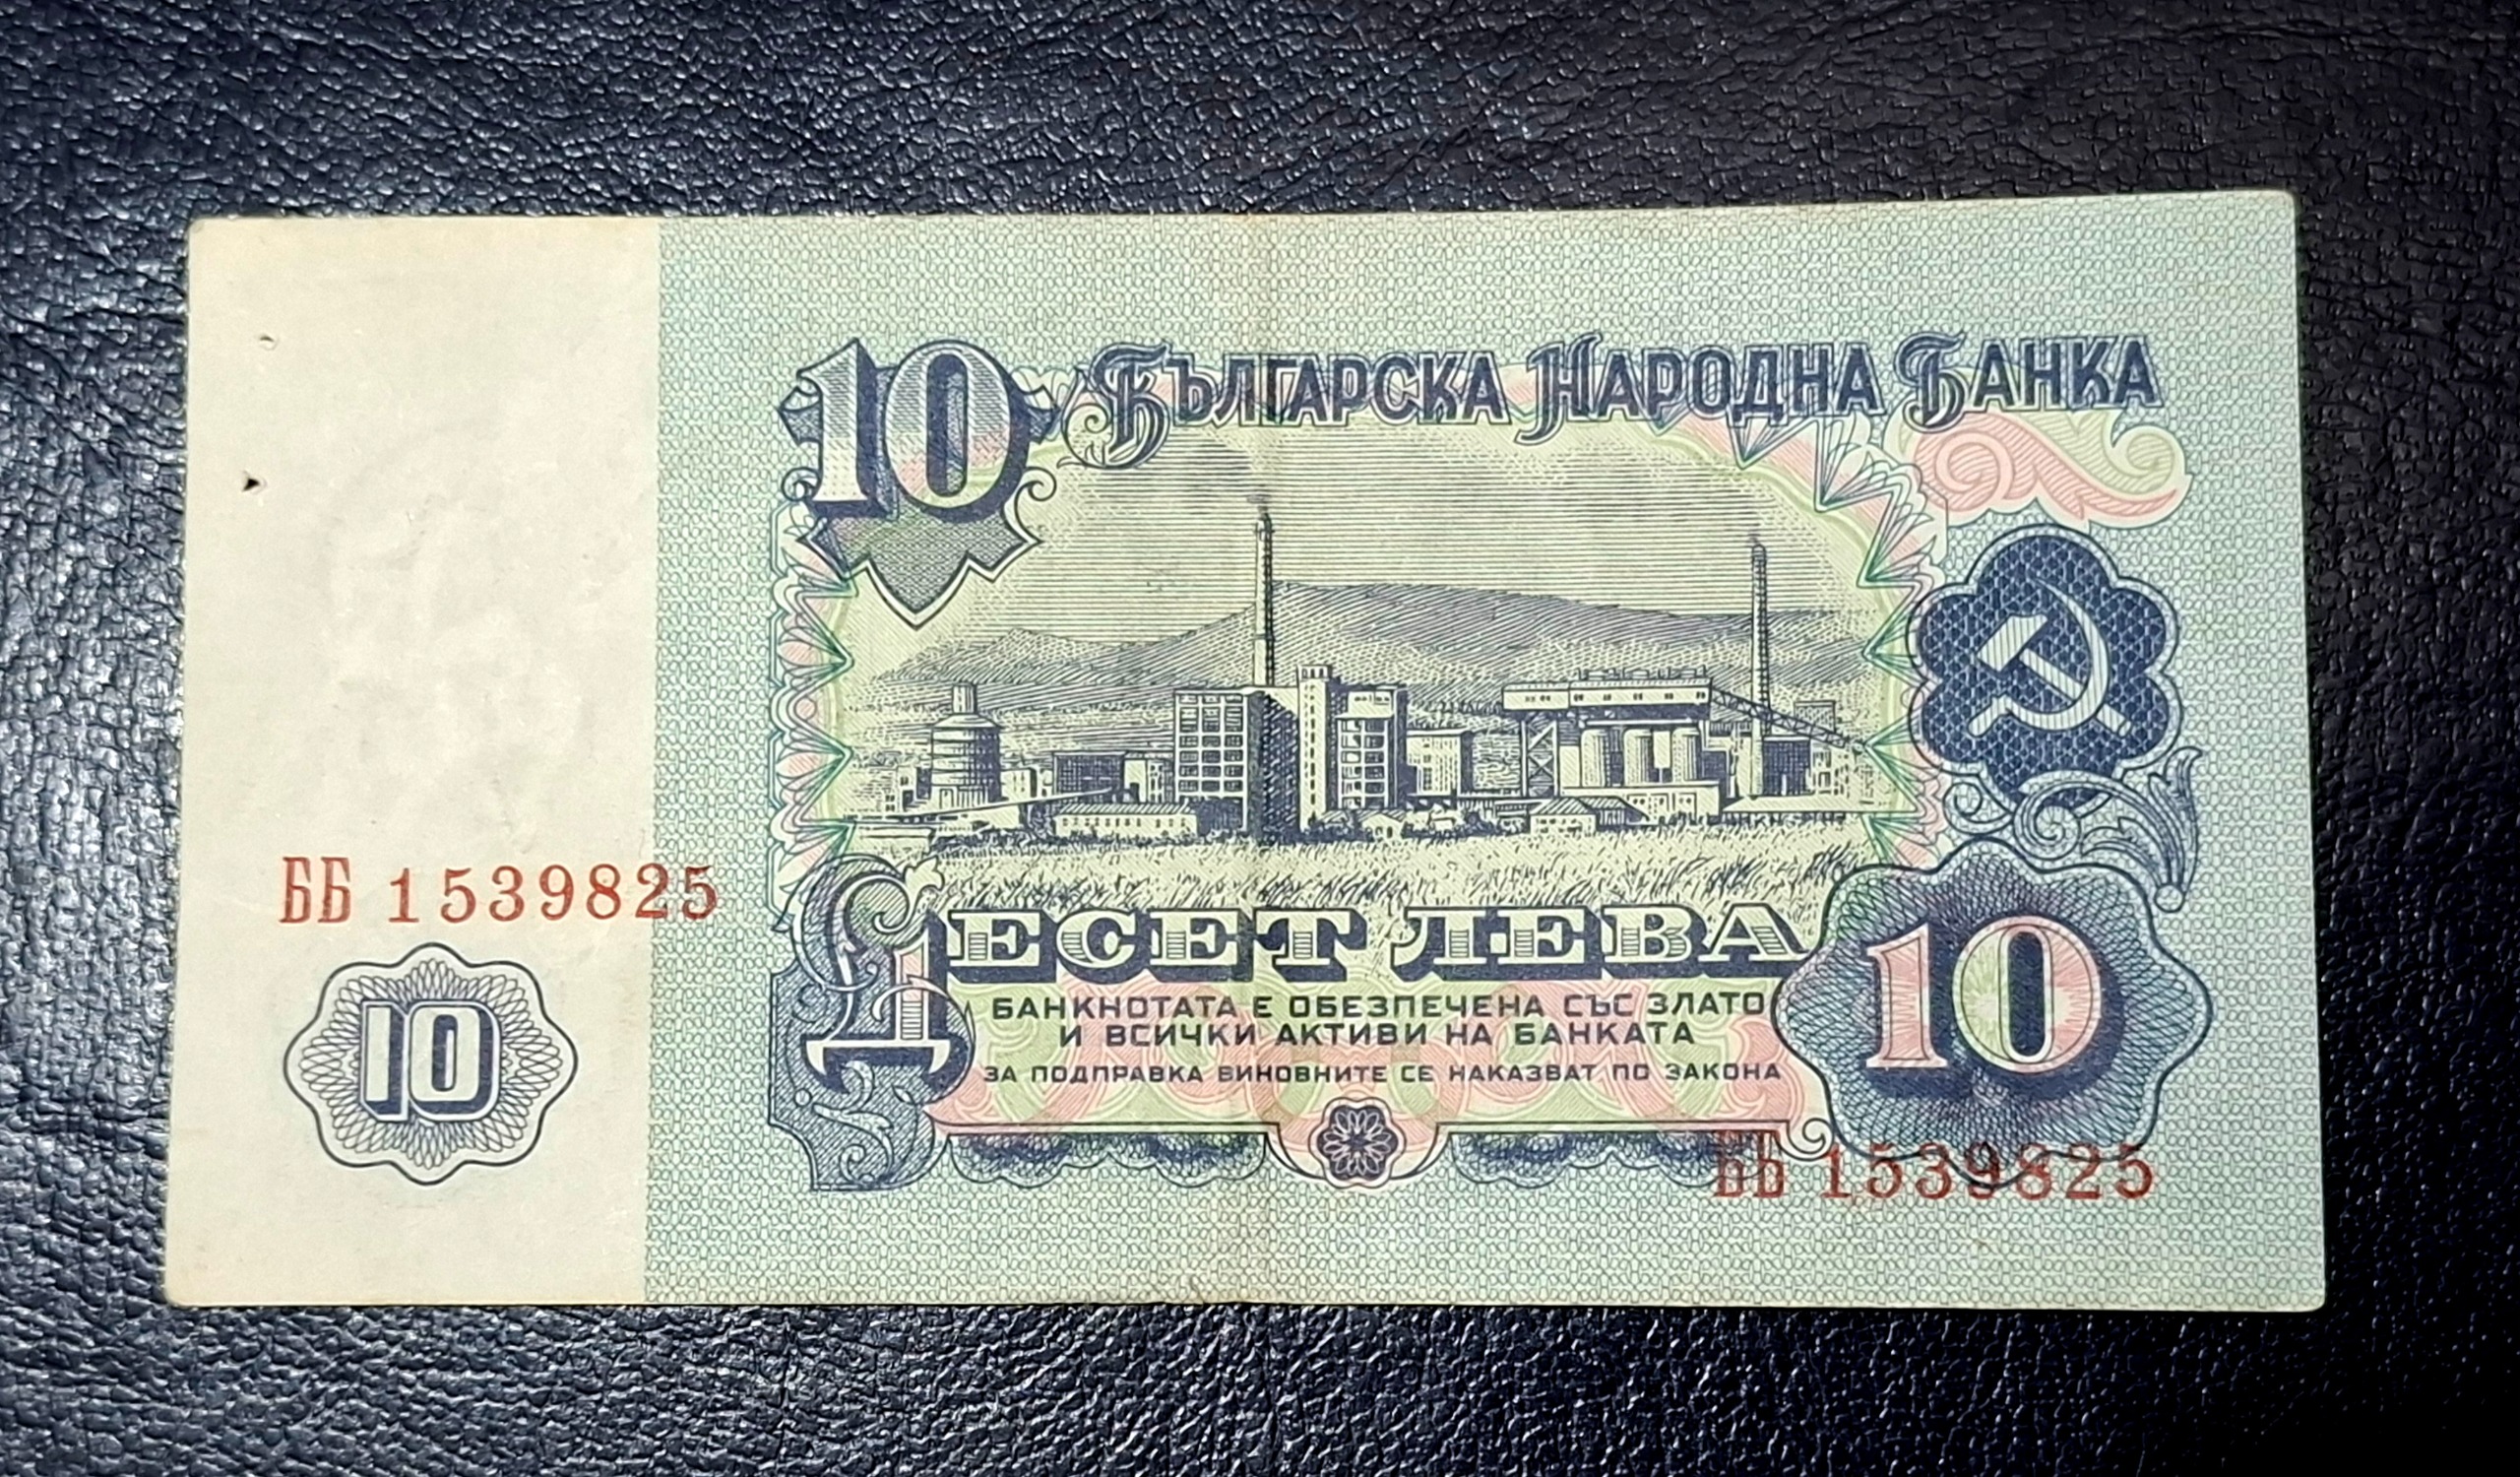 10 БЪЛГАРСКА НАРОДНА БАНКА
ББ 1539825
ДЕСЕТ ЛЕВА
10
БАНКНОТАТА Е ОБЕЗПЕЧЕНА СЪС ЗЛАТО
И ВСИЧКИ АКТИВИ НА БАНКАТА
10
ЗА ПОДПРАВКА ВИНОВНИТЕ СЕ НАКАЗВАТ ПО ЗАКОНА
ББ 1539825